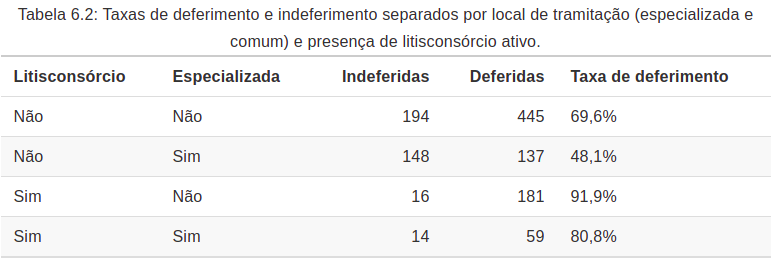 Tabela 6.2: Taxas de deferimento e indeferimento separados por local de tramitação (especializada e
comum) e presença de litisconsórcio ativo.
Litisconsórcio Especializada Indeferidas Deferidas Taxa de deferimento
Não Não 194 445 69,6%
Não Sim 148 137 48,1%
Sim Não 16 181 91,9%
Sim Sim 14 59 80,8%